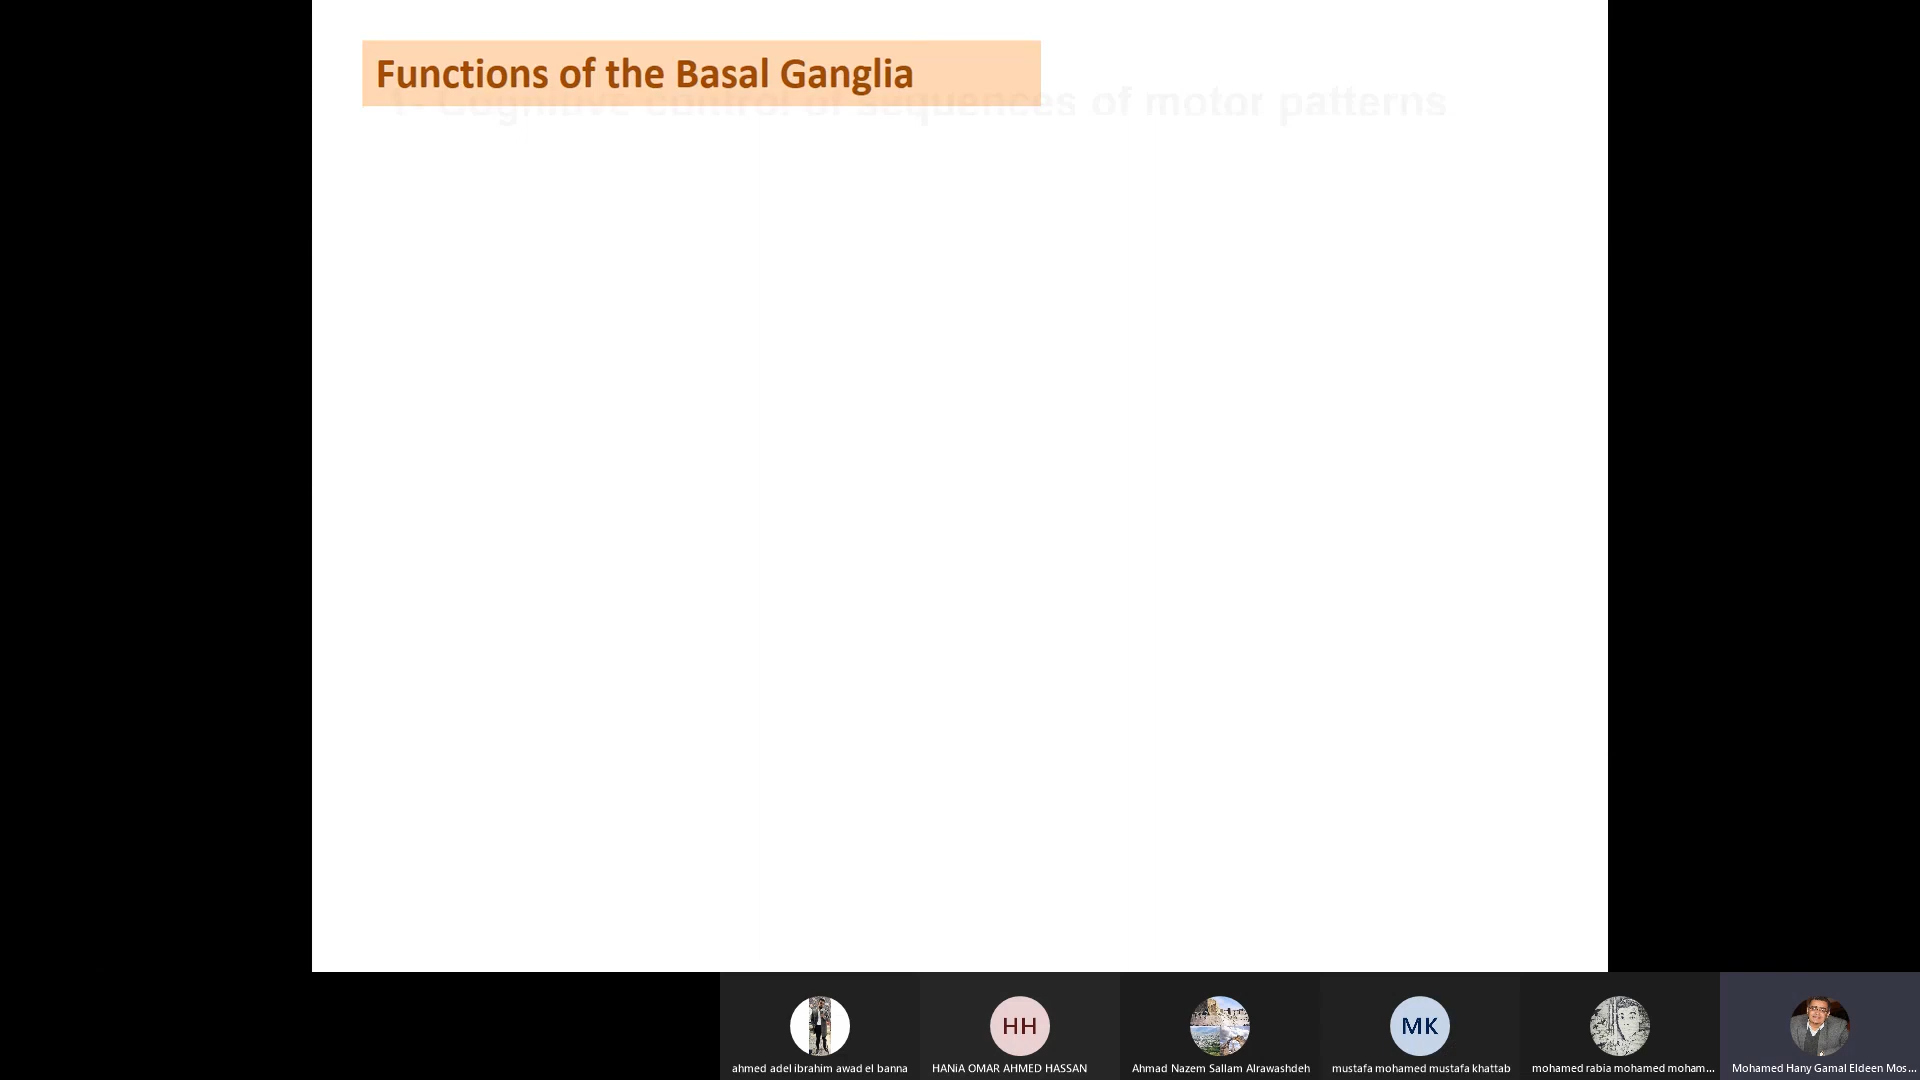 Functions of the Basal Ganglia
1- Cognitive control of sequences of motor patterns
HH
MK
ahmed adel ibrahim awad el banna
HANiA OMAR AHMED HASSAN
Ahmad Nazem Sallam Alrawashdeh
mustafa mohamed mustafa khattab
mohamed rabia mohamed moham...
Mohamed Hany Gamal Eldeen Mos...